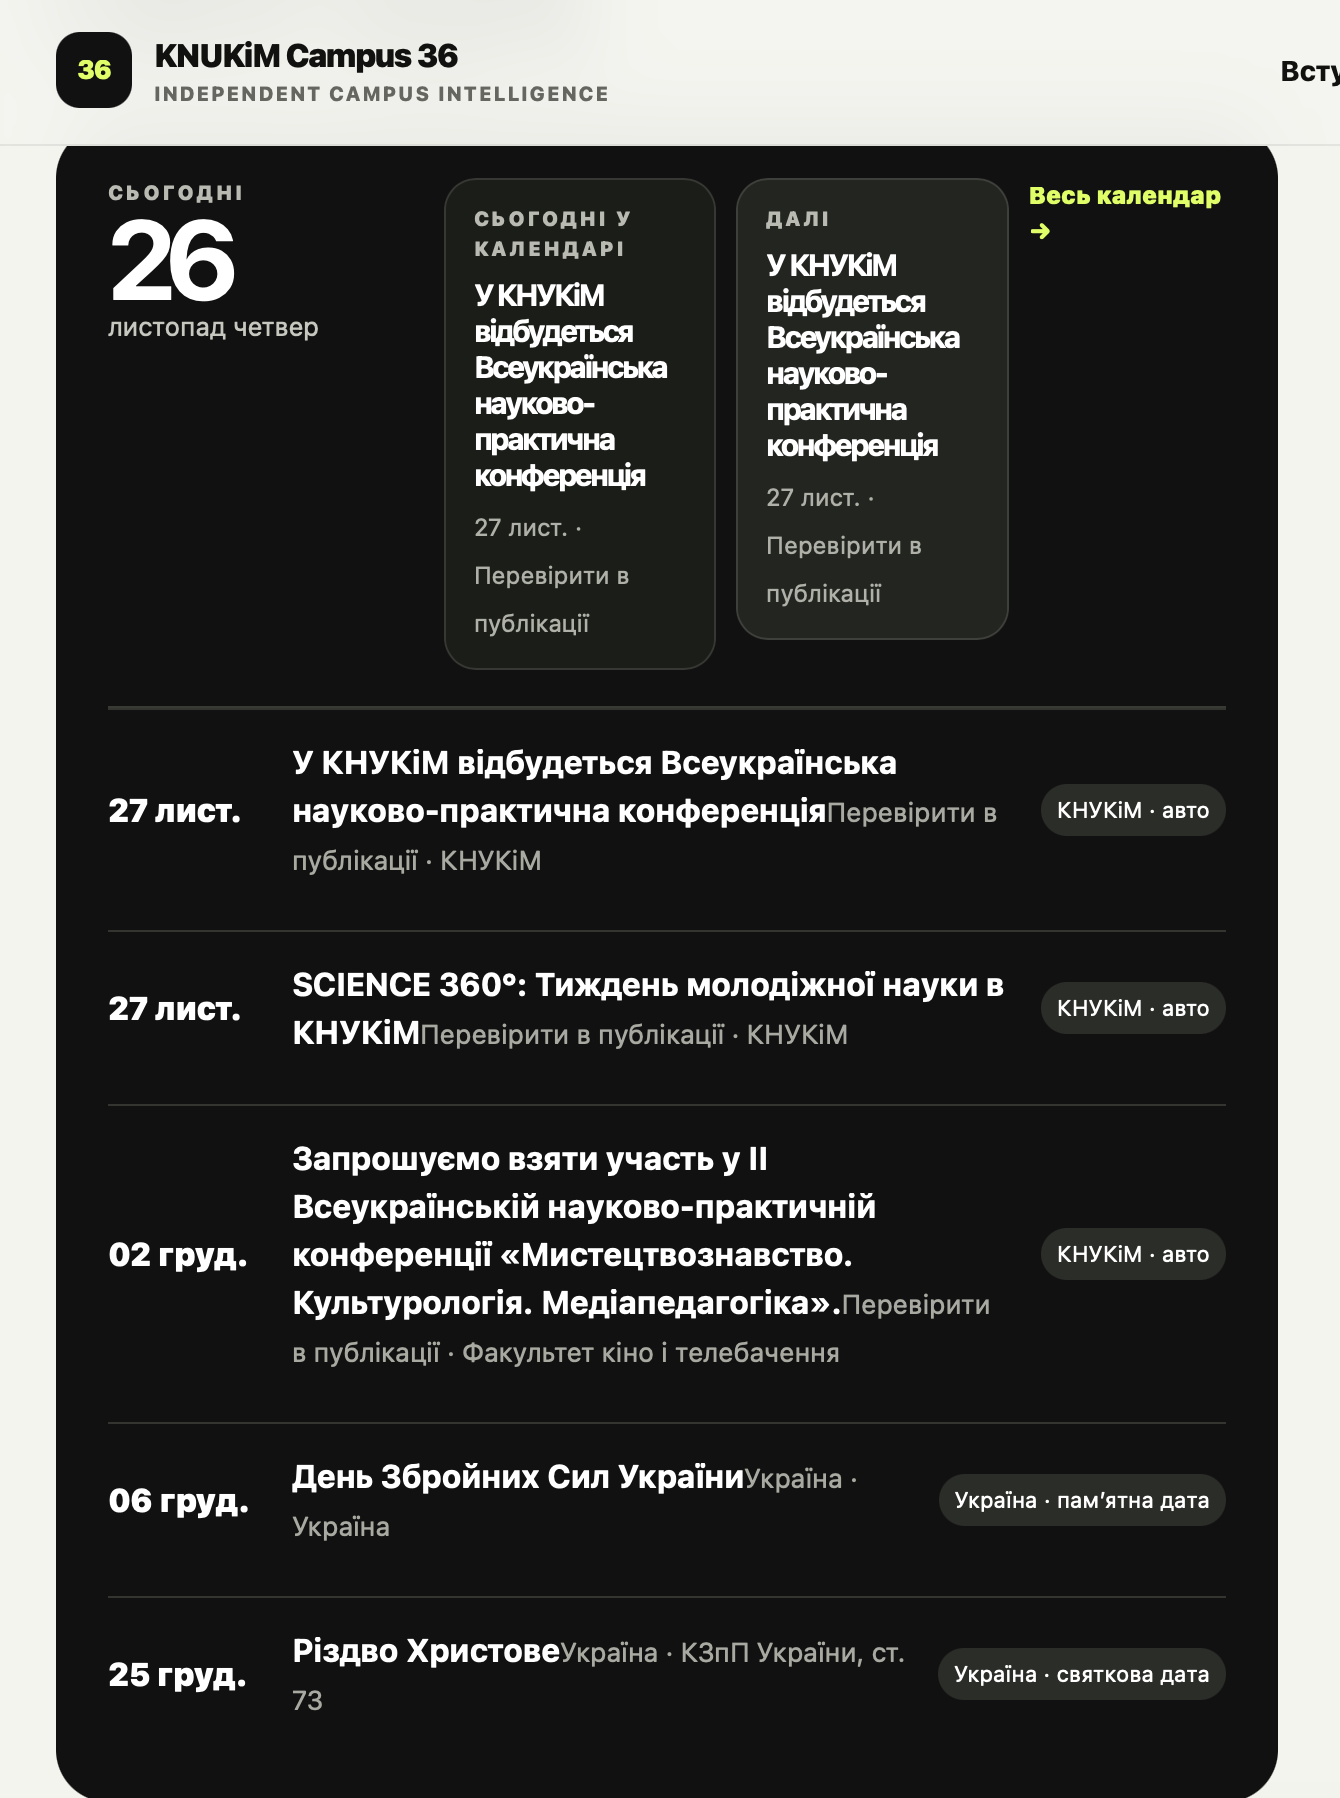 36
KNUKiM Campus 36
INDEPENDENT CAMPUS INTELLIGENCE
Всту
СЬОГОДНІ
26
листопад четвер
СЬОГОДНІ У
КАЛЕНДАРІ
У КНУКіМ
відбудеться
Всеукраїнська
науково-
практична
конференція
27 лист. ·
Перевірити в
публікації
ДАЛІ
У КНУКіМ
відбудеться
Всеукраїнська
науково-
практична
конференція
27 лист. ·
Перевірити в
публікації
Весь календар
→
27 лист.
У КНУКіМ відбудеться Всеукраїнська
науково-практична конференціяПеревірити в
публікації · КНУКіМ
КНУКіМ · авто
27 лист.
SCIENCE 360°: Тиждень молодіжної науки в
КНУКіМПеревірити в публікації · КНУКіМ
КНУКіМ · авто
02 груд.
Запрошуємо взяти участь у ІІ
Всеукраїнській науково-практичній
конференції «Мистецтвознавство.
Культурологія. Медіапедагогіка».Перевірити
в публікації · Факультет кіно і телебачення
КНУКіМ · авто
06 груд.
День Збройних Сил УкраїниУкраїна ·
Україна
Україна · пам’ятна дата
25 груд.
Різдво ХристовеУкраїна · КЗпП України, ст.
73
Україна · святкова дата